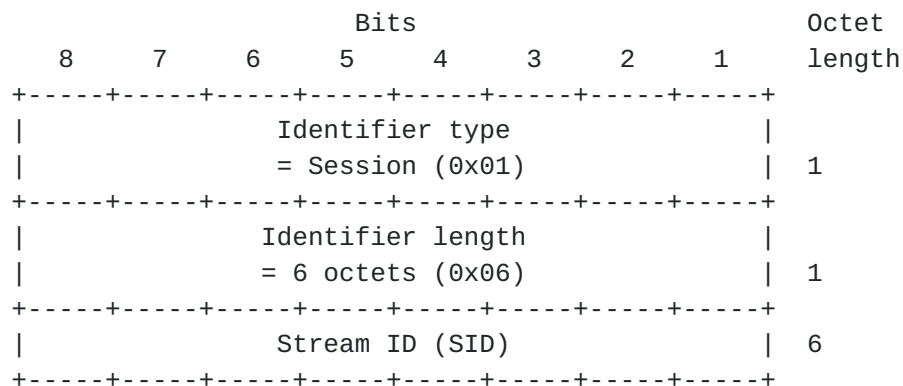 Bits Octet
8 7 6 5 4 3 2 1 length
+-----+-----+-----+-----+-----+-----+-----+-----+
| Identifier type |
| = Session (0x01) | 1
+-----+-----+-----+-----+-----+-----+-----+-----+
| Identifier length |
| = 6 octets (0x06) | 1
+-----+-----+-----+-----+-----+-----+-----+-----+
| Stream ID (SID) | 6
+-----+-----+-----+-----+-----+-----+-----+-----+